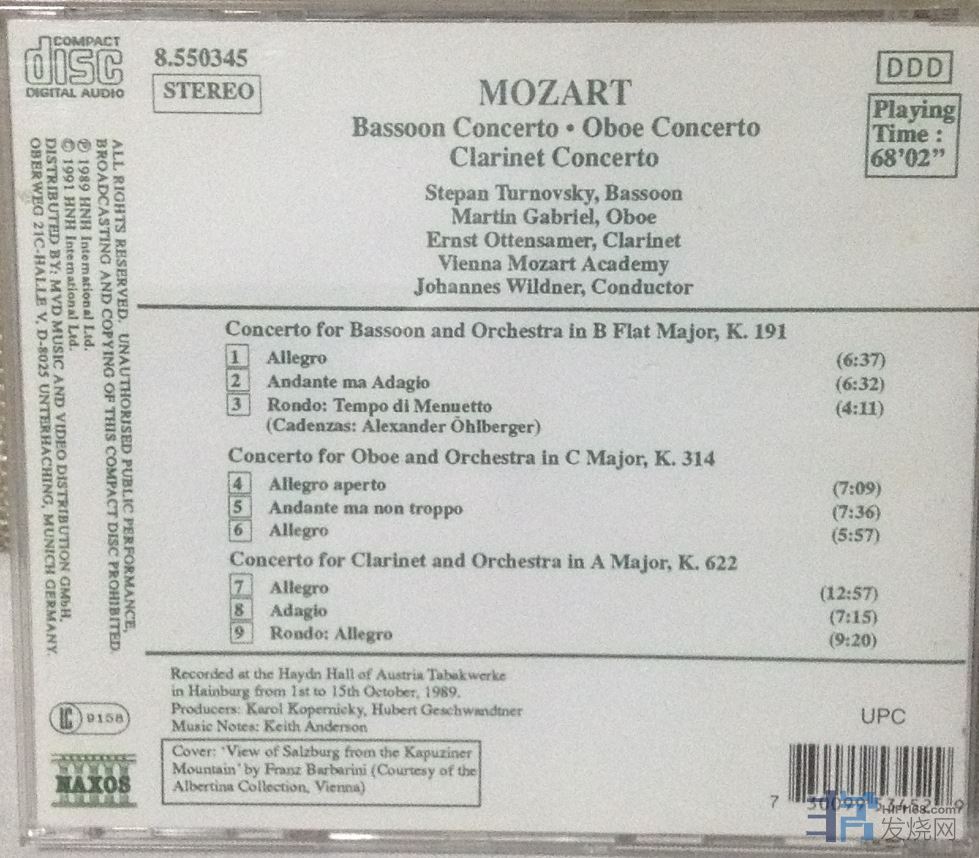 COMPACT
disc
DIGITAL AUDIO
8.550345
STEREO
DDD
Playing
Time :
68'02"
MOZART
Bassoon Concerto • Oboe Concerto
Clarinet Concerto
Stepan Turnovsky, Bassoon
Martin Gabriel, Oboe
Ernst Ottensamer, Clarinet
Vienna Mozart Academy
Johannes Wildner, Conductor
Concerto for Bassoon and Orchestra in B Flat Major, K. 191
1 Allegro (6:37)
2 Andante ma Adagio (6:32)
3 Rondo: Tempo di Menuetto (4:11)
(Cadenzas: Alexander Öhlberger)
Concerto for Oboe and Orchestra in C Major, K. 314
4 Allegro aperto (7:09)
5 Andante ma non troppo (7:36)
6 Allegro (5:57)
Concerto for Clarinet and Orchestra in A Major, K. 622
7 Allegro (12:57)
8 Adagio (7:15)
9 Rondo: Allegro (9:20)
Recorded at the Haydn Hall of Austria Tabakwerke
in Hainburg from 1st to 15th October, 1989.
Producers: Karol Kopernicky, Hubert Geschwandtner
Music Notes: Keith Anderson
Cover: 'View of Salzburg from the Kapuziner
Mountain' by Franz Barbarini (Courtesy of the
Albertina Collection, Vienna)
ALL RIGHTS RESERVED. UNAUTHORISED PUBLIC PERFORMANCE,
BROADCASTING AND COPYING OF THIS COMPACT DISC PROHIBITED.
℗ 1989 HNH International Ltd.
© 1991 HNH International Ltd.
DISTRIBUTED BY: MVD MUSIC AND VIDEO DISTRIBUTION GMbH,
OBERWEG 21C-HALLE V. D-8025 UNTERHACHING, MUNICH GERMANY.
LC 9158
NAXOS
UPC
HIFI168.com
发烧网